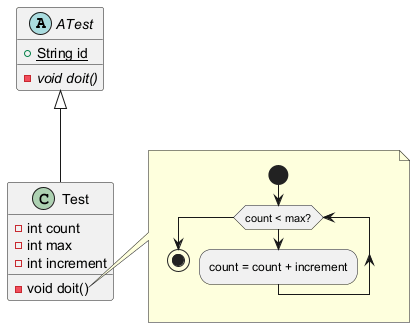 A ATest
String id
void doit()
C Test
int count
int max
int increment
void doit()
count < max?
count = count + increment